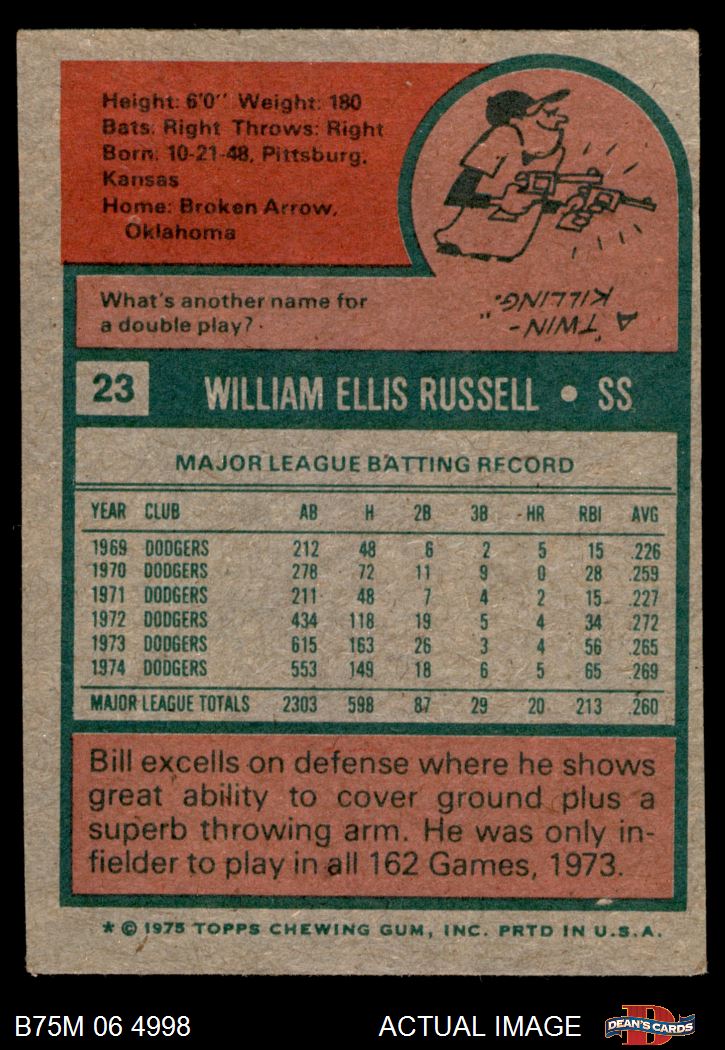 Height: 6'0" Weight: 180
Bats: Right Throws: Right
Born: 10-21-48, Pittsburg,
Kansas
Home: Broken Arrow,
Oklahoma
What's another name for
a double play?
A
"TWIN-"
KILLING.
23 WILLIAM ELLIS RUSSELL • SS
MAJOR LEAGUE BATTING RECORD
YEAR CLUB AB H 2B 3B HR RBI AVG
1969 DODGERS 212 48 6 2 5 15 .226
1970 DODGERS 278 72 11 9 0 28 .259
1971 DODGERS 211 48 7 4 2 15 .227
1972 DODGERS 434 118 19 5 4 34 .272
1973 DODGERS 615 163 26 3 4 56 .265
1974 DODGERS 553 149 18 6 5 65 .269
MAJOR LEAGUE TOTALS 2303 598 87 29 20 213 .260
Bill excells on defense where he shows
great ability to cover ground plus a
superb throwing arm. He was only in-
fielder to play in all 162 Games, 1973.
* © 1975 TOPPS CHEWING GUM, INC. PRTD IN U.S.A.
B75M 06 4998 ACTUAL IMAGE D DEAN'S CARDS